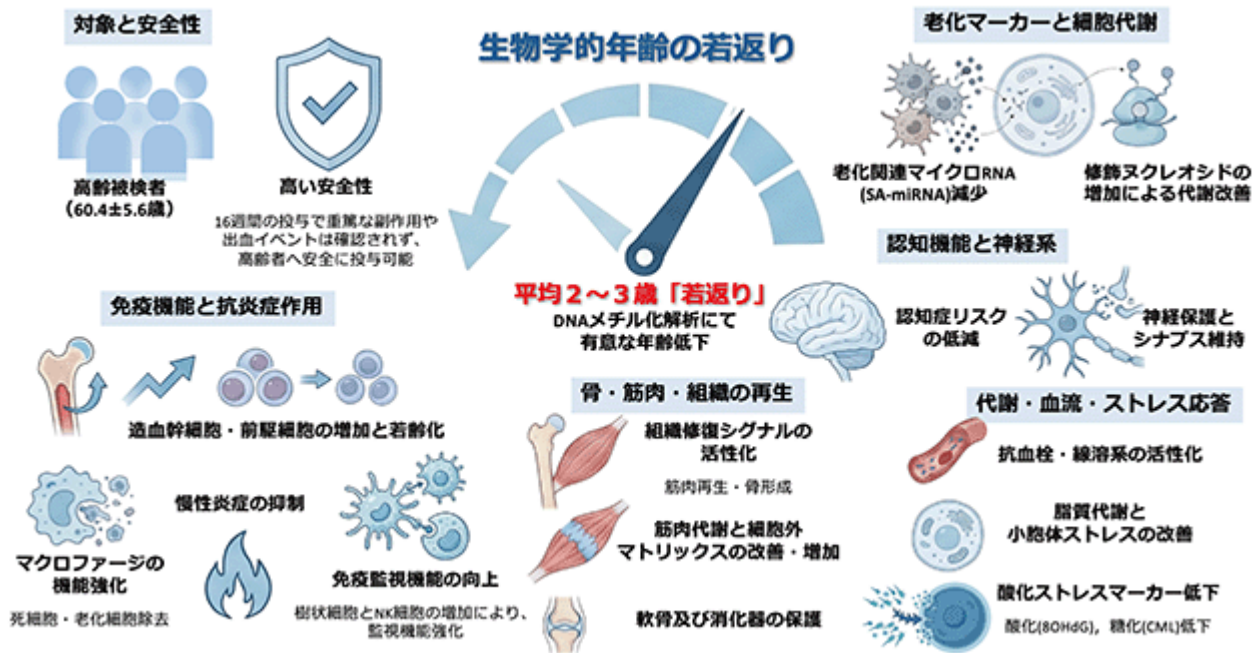 対象と安全性
高齢被検者
（60.4±5.6歳）
高い安全性
16週間の投与で重篤な副作用や
出血イベントは確認されず、
高齢者へ安全に投与可能
生物学的年齢の若返り
平均２～３歳「若返り」
DNAメチル化解析にて
有意な年齢低下
老化マーカーと細胞代謝
老化関連マイクロRNA
(SA-miRNA)減少
修飾ヌクレオシドの
増加による代謝改善
認知機能と神経系
認知症リスク
の低減
神経保護と
シナプス維持
免疫機能と抗炎症作用
造血幹細胞・前駆細胞の増加と若齢化
マクロファージの
機能強化
死細胞・老化細胞除去
慢性炎症の抑制
免疫監視機能の向上
樹状細胞とNK細胞の増加により、
監視機能強化
骨・筋肉・組織の再生
組織修復シグナルの
活性化
筋肉再生・骨形成
筋肉代謝と細胞外
マトリックスの改善・増加
軟骨及び消化器の保護
代謝・血流・ストレス応答
抗血栓・線溶系の活性化
脂質代謝と
小胞体ストレスの改善
酸化ストレスマーカー低下
酸化(8OHdG)，糖化(CML)低下